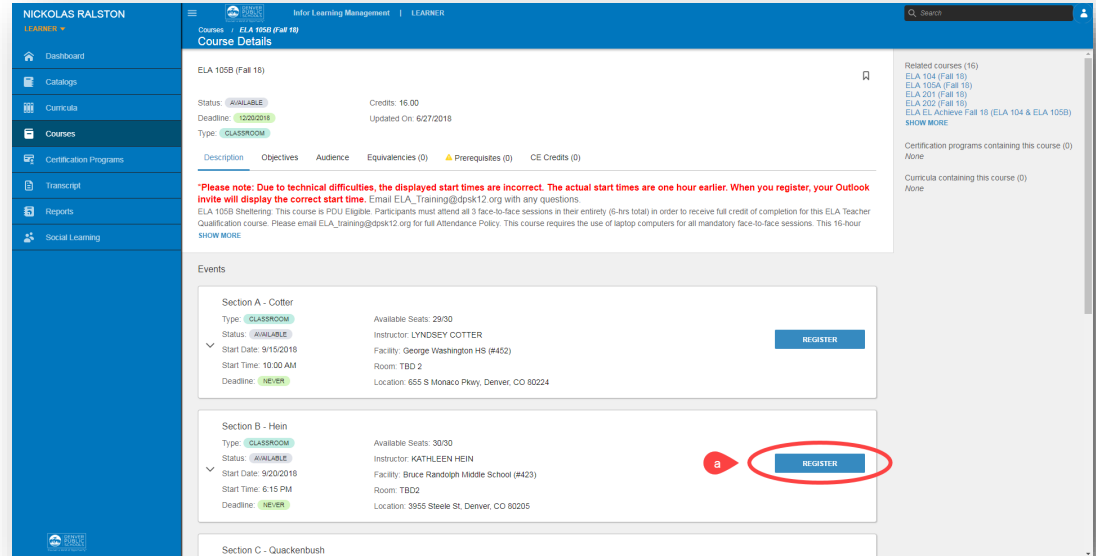 NICKOLAS RALSTON
LEARNER
Dashboard
Catalogs
Curricula
Courses
Certification Programs
Transcript
Reports
Social Learning
DENVER
PUBLIC
SCHOOLS
DENVER
PUBLIC
SCHOOLS
Infor Learning Management | LEARNER
Search
Courses / ELA 105B (Fall 18)
Course Details
ELA 105B (Fall 18)
Status: AVAILABLE
Credits: 16.00
Deadline: 12/20/2018
Updated On: 6/27/2018
Type: CLASSROOM
Description Objectives Audience Equivalencies (0) Prerequisites (0) CE Credits (0)
*Please note: Due to technical difficulties, the displayed start times are incorrect. The actual start times are one hour earlier. When you register, your Outlook
invite will display the correct start time. Email ELA_Training@dpsk12.org with any questions.
ELA 105B Sheltering. This course is PDU Eligible. Participants must attend all 3 face-to-face sessions in their entirety (6-hrs total) in order to receive full credit of completion for this ELA Teacher
Qualification course. Please email ELA_training@dpsk12.org for full Attendance Policy. This course requires the use of laptop computers for all mandatory face-to-face sessions. This 16-hour
SHOW MORE
Related courses (16)
ELA 104 (Fall 18)
ELA 105A (Fall 18)
ELA 201 (Fall 18)
ELA 202 (Fall 18)
ELA EL Achieve Fall 18 (ELA 104 & ELA 105B)
SHOW MORE
Certification programs containing this course (0)
None
Curricula containing this course (0)
None
Events
Section A - Cotter
Type: CLASSROOM
Status: AVAILABLE
Start Date: 9/15/2018
Start Time: 10:00 AM
Deadline: NEVER
Available Seats: 29/30
Instructor: LYNDSEY COTTER
Facility: George Washington HS (#452)
Room: TBD 2
Location: 655 S Monaco Pkwy, Denver, CO 80224
REGISTER
Section B - Hein
Type: CLASSROOM
Status: AVAILABLE
Start Date: 9/20/2018
Start Time: 6:15 PM
Deadline: NEVER
Available Seats: 30/30
Instructor: KATHLEEN HEIN
Facility: Bruce Randolph Middle School (#423)
Room: TBD2
Location: 3955 Steele St, Denver, CO 80205
a
REGISTER
Section C - Quackenbush